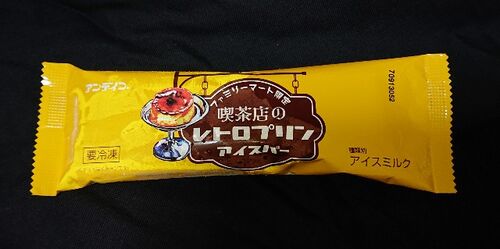 アンデイコ
ファミリーマート限定
喫茶店の
レトロプリン
アイスバー
要冷凍
種類別
アイスミルク
70913052